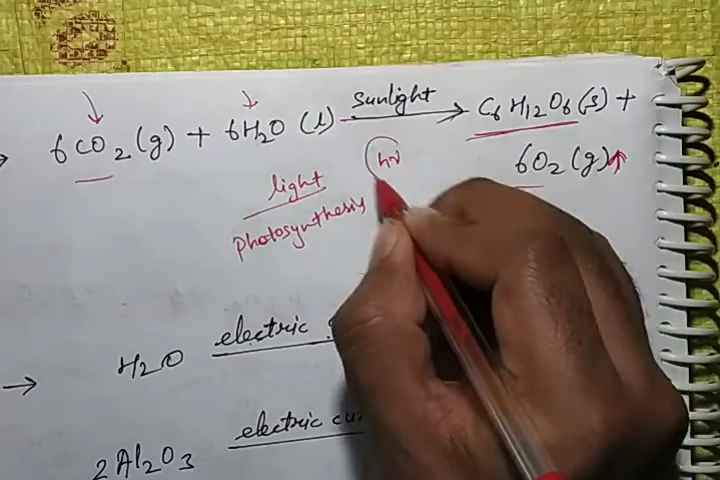 6CO2(g) + 6H2O (l) sunlight → C6H12O6(s) +
6O2(g)↑
hν
light
Photosynthesis
→ H2O electric
2Al2O3 electric cu